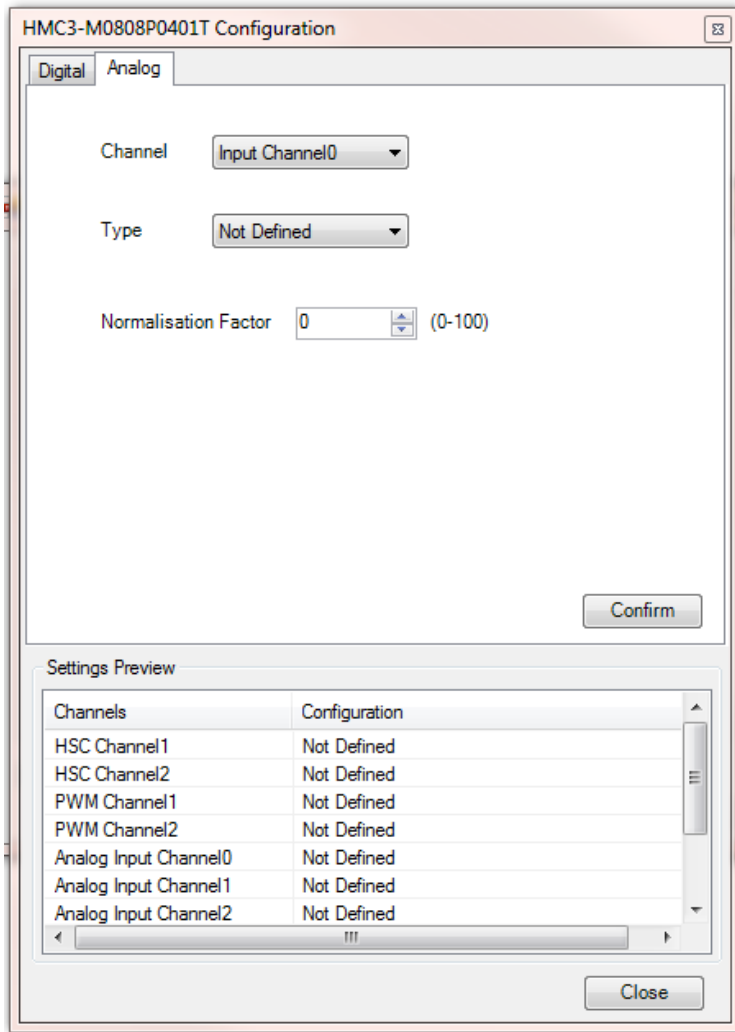 HMC3-M0808P0401T Configuration
Digital Analog
Channel Input Channel0
Type Not Defined
Normalisation Factor 0 (0-100)
Confirm
Settings Preview
Channels Configuration
HSC Channel1 Not Defined
HSC Channel2 Not Defined
PWM Channel1 Not Defined
PWM Channel2 Not Defined
Analog Input Channel0 Not Defined
Analog Input Channel1 Not Defined
Analog Input Channel2 Not Defined
Close